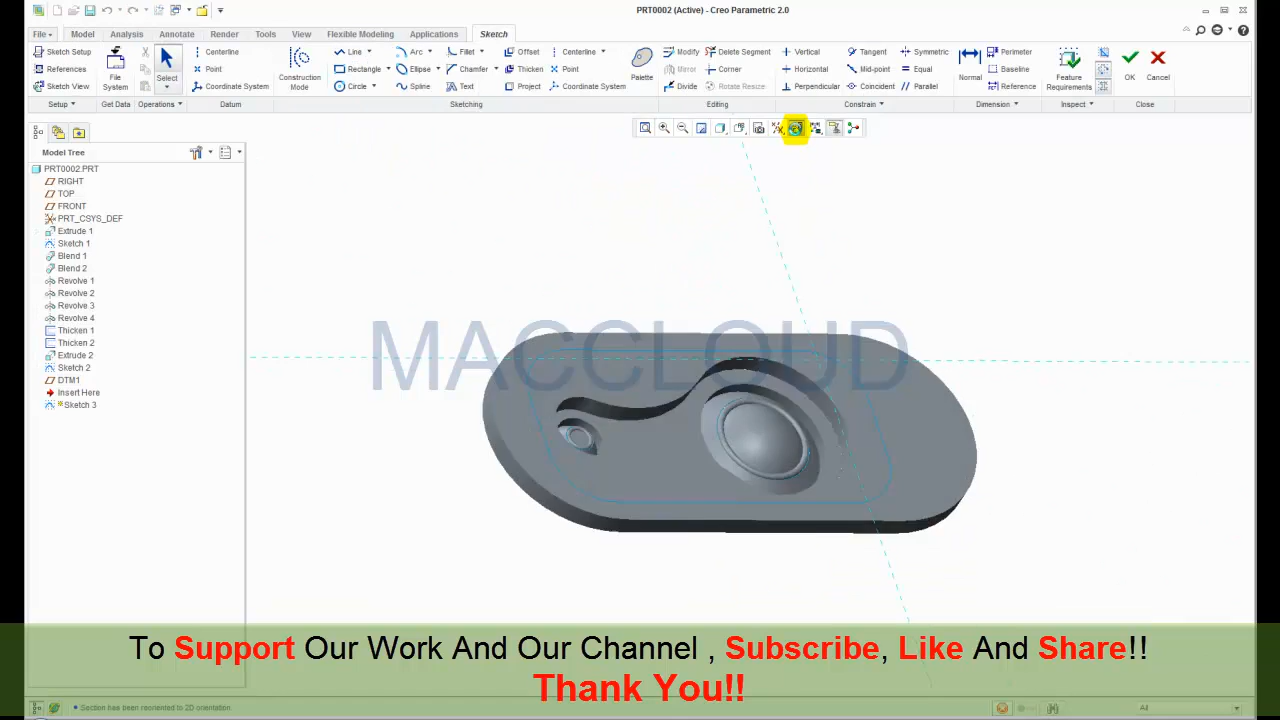 PRT0002 (Active) - Creo Parametric 2.0
File Model Analysis Annotate Render Tools View Flexible Modeling Applications Sketch
Sketch Setup
References
Sketch View
Setup
File System
Get Data
Select
Operations
Centerline
Point
Coordinate System
Datum
Construction Mode
Line Arc Fillet Offset Centerline
Rectangle Ellipse Chamfer Thicken Point
Circle Spline Text Project Coordinate System
Palette
Sketching
Modify Delete Segment
Mirror Corner
Divide Rotate Resize
Editing
Vertical Tangent Symmetric
Horizontal Mid-point Equal
Perpendicular Coincident Parallel
Constrain
Normal
Perimeter
Baseline
Reference
Dimension
Feature Requirements
Inspect
OK
Cancel
Close
Model Tree
PRT0002.PRT
RIGHT
TOP
FRONT
PRT_CSYS_DEF
Extrude 1
Sketch 1
Blend 1
Blend 2
Revolve 1
Revolve 2
Revolve 3
Revolve 4
Thicken 1
Thicken 2
Extrude 2
Sketch 2
DTM1
Insert Here
Sketch 3
MACCLOUD
To Support Our Work And Our Channel , Subscribe, Like And Share!!
Thank You!!
Section has been reoriented to 2D orientation.
All